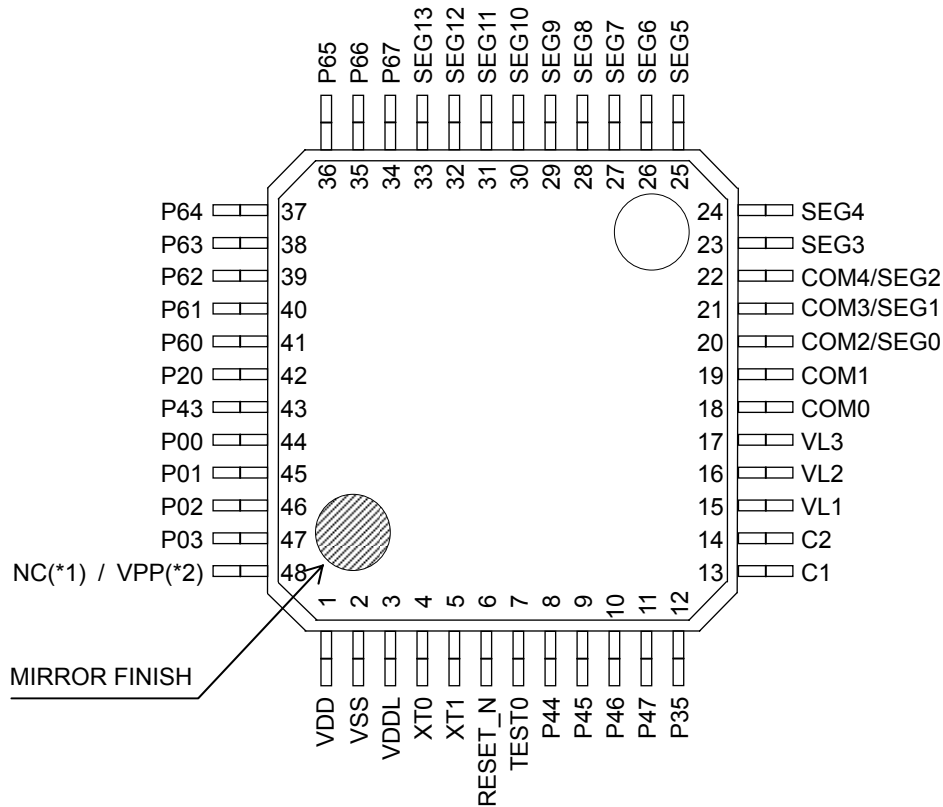 P65
P66
P67
SEG13
SEG12
SEG11
SEG10
SEG9
SEG8
SEG7
SEG6
SEG5
36
35
34
33
32
31
30
29
28
27
26
25
P64 37
P63 38
P62 39
P61 40
P60 41
P20 42
P43 43
P00 44
P01 45
P02 46
P03 47
NC(*1) / VPP(*2) 48
24 SEG4
23 SEG3
22 COM4/SEG2
21 COM3/SEG1
20 COM2/SEG0
19 COM1
18 COM0
17 VL3
16 VL2
15 VL1
14 C2
13 C1
1
2
3
4
5
6
7
8
9
10
11
12
MIRROR FINISH
VDD
VSS
VDDL
XT0
XT1
RESET_N
TEST0
P44
P45
P46
P47
P35